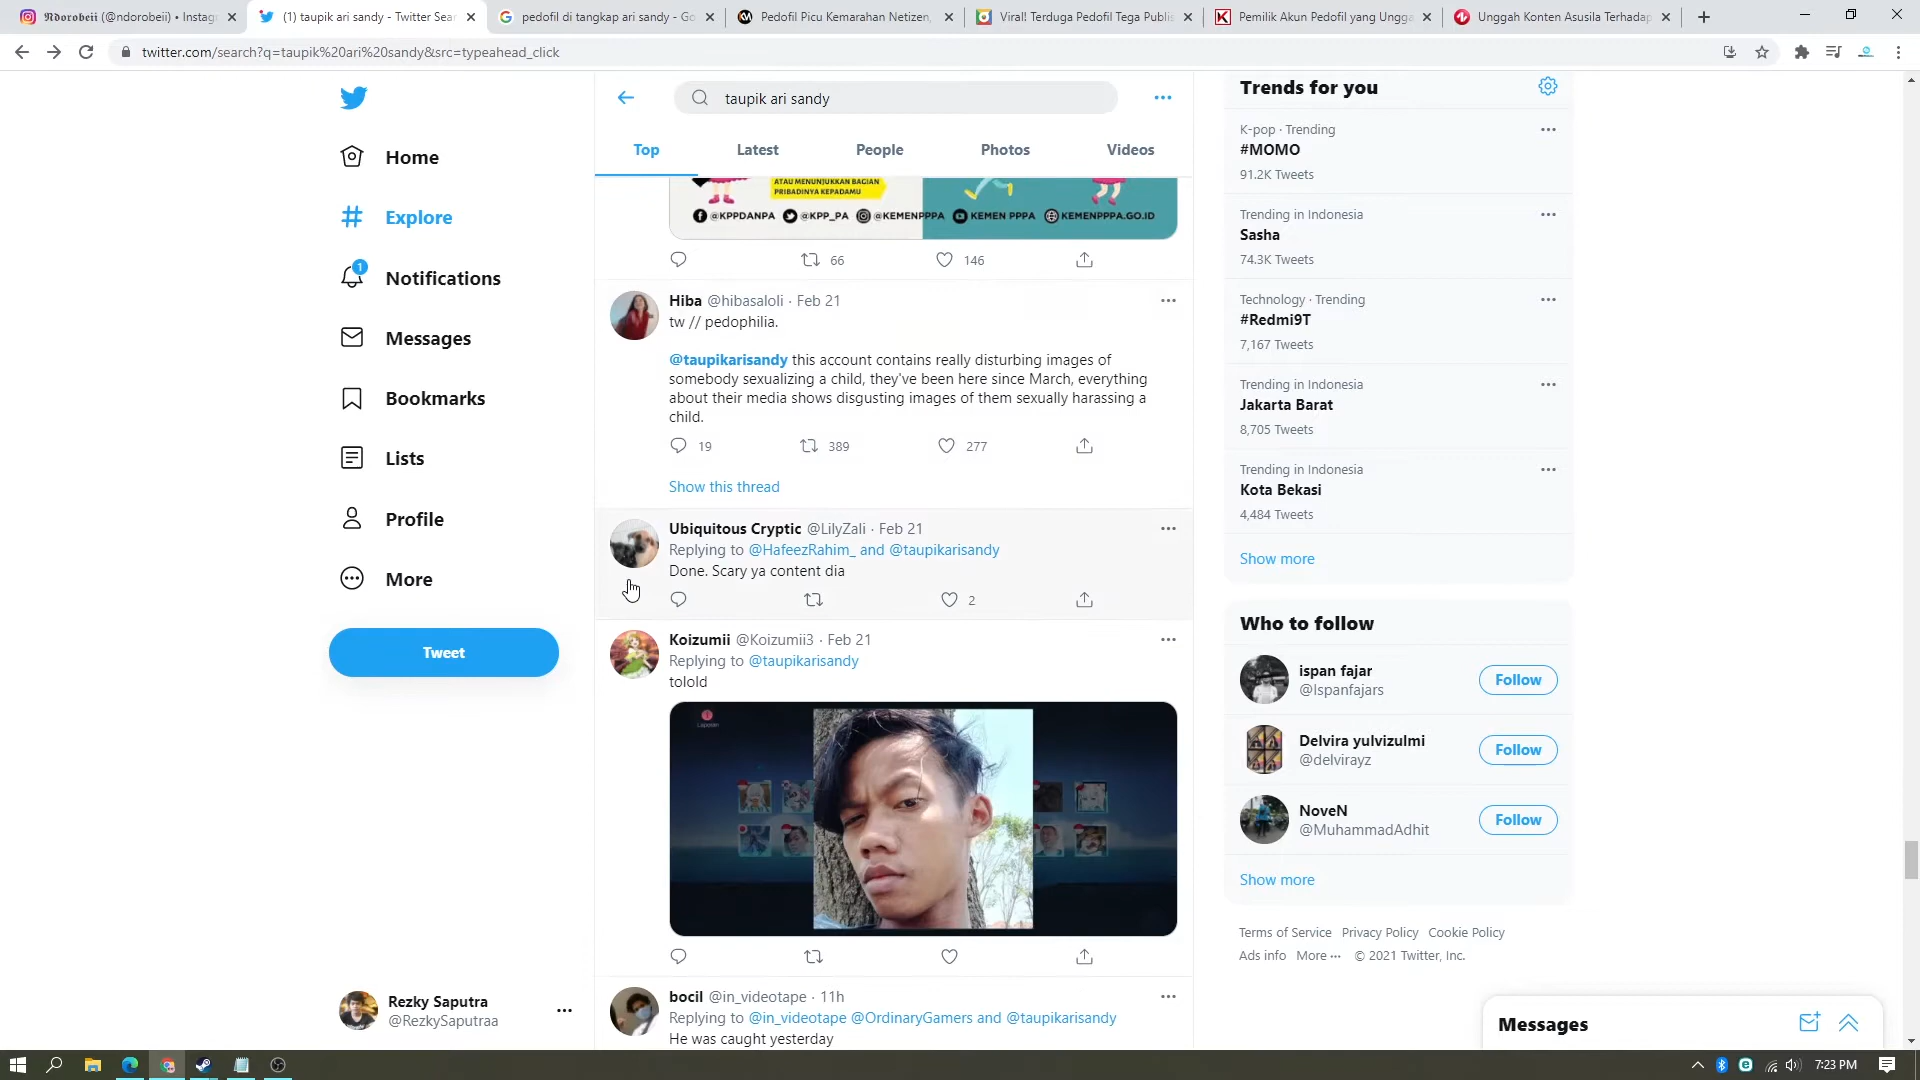 Ndorobeii (@ndorobeii) • Instag
(1) taupik ari sandy - Twitter Sear
pedofil di tangkap ari sandy - Go
Pedofil Picu Kemarahan Netizen,
Viral! Terduga Pedofil Tega Publis
Pemilik Akun Pedofil yang Ungga
Unggah Konten Asusila Terhadap
twitter.com/search?q=taupik%20ari%20sandy&src=typeahead_click
Home
Explore
1
Notifications
Messages
Bookmarks
Lists
Profile
More
Tweet
Rezky Saputra
@RezkySaputraa
taupik ari sandy
Top
Latest
People
Photos
Videos
ATAU MENUNJUKKAN BAGIAN
PRIBADINYA KEPADAMU
@KPPDANPA @KPP_PA @KEMENPPPA KEMEN PPPA KEMENPPPA.GO.ID
66
146
Hiba @hibasaloli · Feb 21
tw // pedophilia.
@taupikarisandy this account contains really disturbing images of
somebody sexualizing a child, they've been here since March, everything
about their media shows disgusting images of them sexually harassing a
child.
19
389
277
Show this thread
Ubiquitous Cryptic @LilyZali · Feb 21
Replying to @HafeezRahim_ and @taupikarisandy
Done. Scary ya content dia
2
Koizumii @Koizumii3 · Feb 21
Replying to @taupikarisandy
tolold
Laporan
bocil @in_videotape · 11h
Replying to @in_videotape @OrdinaryGamers and @taupikarisandy
He was caught yesterday
Trends for you
K-pop · Trending
#MOMO
91.2K Tweets
Trending in Indonesia
Sasha
74.3K Tweets
Technology · Trending
#Redmi9T
7,167 Tweets
Trending in Indonesia
Jakarta Barat
8,705 Tweets
Trending in Indonesia
Kota Bekasi
4,484 Tweets
Show more
Who to follow
ispan fajar
@Ispanfajars
Follow
Delvira yulvizulmi
@delvirayz
Follow
NoveN
@MuhammadAdhit
Follow
Show more
Terms of Service Privacy Policy Cookie Policy
Ads info More ··· © 2021 Twitter, Inc.
Messages
7:23 PM